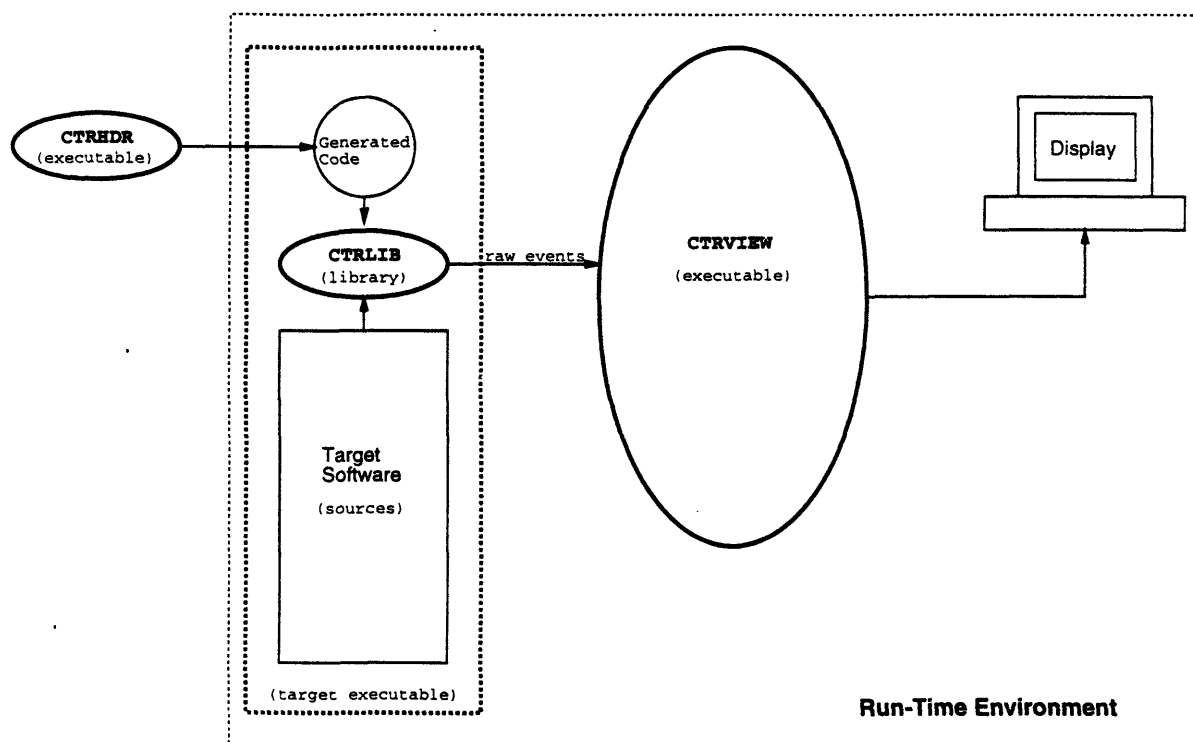 CTRHDR
(executable)
Generated
Code
CTRLIB
(library)
raw events
CTRVIEW
(executable)
Display
Target
Software
(sources)
(target executable)
Run-Time Environment